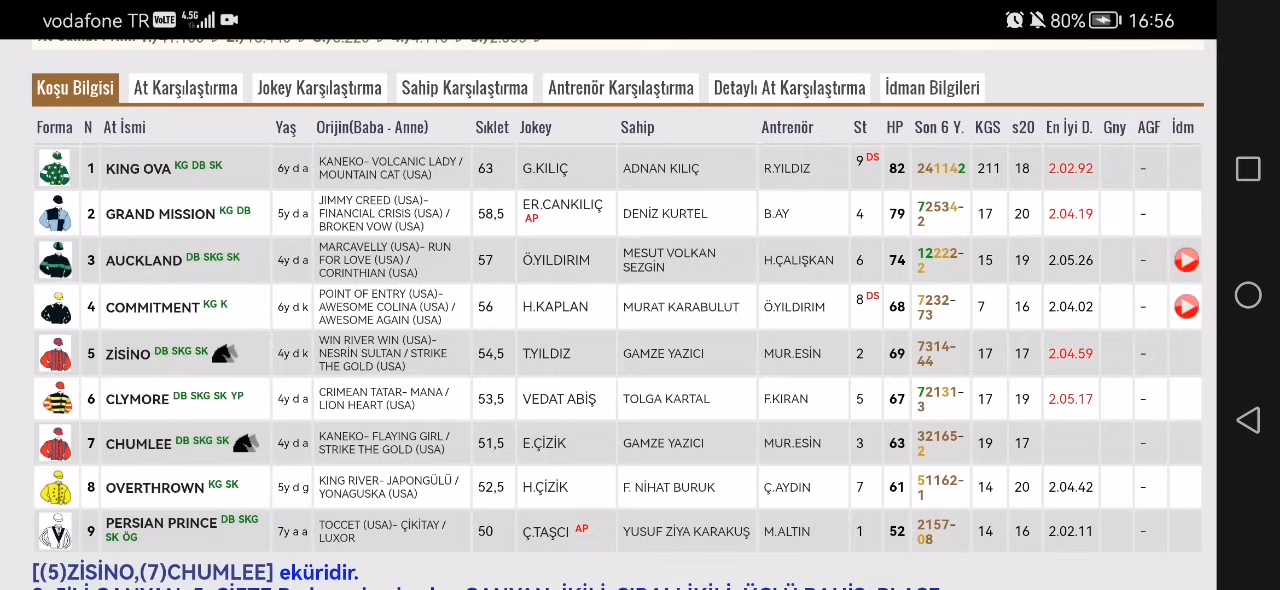 vodafone TR VoLTE 4.5G 80% 16:56
Koşu Bilgisi At Karşılaştırma Jokey Karşılaştırma Sahip Karşılaştırma Antrenör Karşılaştırma Detaylı At Karşılaştırma İdman Bilgileri
Forma N At İsmi Yaş Orijin(Baba - Anne) Sıklet Jokey Sahip Antrenör St HP Son 6 Y. KGS s20 En İyi D. Gny AGF İdm
1 KING OVA KG DB SK 6y d a KANEKO- VOLCANIC LADY / MOUNTAIN CAT (USA) 63 G.KILIÇ ADNAN KILIÇ R.YILDIZ 9 DS 82 241142 211 18 2.02.92 -
2 GRAND MISSION KG DB 5y d a JIMMY CREED (USA)- FINANCIAL CRISIS (USA) / BROKEN VOW (USA) 58,5 ER.CANKILIÇ AP DENİZ KURTEL B.AY 4 79 72534-2 17 20 2.04.19 -
3 AUCKLAND DB SKG SK 4y d a MARCAVELLY (USA)- RUN FOR LOVE (USA) / CORINTHIAN (USA) 57 Ö.YILDIRIM MESUT VOLKAN SEZGİN H.ÇALIŞKAN 6 74 12222-2 15 19 2.05.26 -
4 COMMITMENT KG K 6y d k POINT OF ENTRY (USA)- AWESOME COLINA (USA) / AWESOME AGAIN (USA) 56 H.KAPLAN MURAT KARABULUT Ö.YILDIRIM 8 DS 68 7232-73 7 16 2.04.02 -
5 ZİSİNO DB SKG SK 4y d k WIN RIVER WIN (USA)- NESRİN SULTAN / STRIKE THE GOLD (USA) 54,5 T.YILDIZ GAMZE YAZICI MUR.ESİN 2 69 7314-44 17 17 2.04.59 -
6 CLYMORE DB SKG SK YP 4y d a CRIMEAN TATAR- MANA / LION HEART (USA) 53,5 VEDAT ABİŞ TOLGA KARTAL F.KIRAN 5 67 72131-3 17 19 2.05.17 -
7 CHUMLEE DB SKG SK 4y d a KANEKO- FLAYING GIRL / STRIKE THE GOLD (USA) 51,5 E.ÇİZİK GAMZE YAZICI MUR.ESİN 3 63 32165-2 19 17 -
8 OVERTHROWN KG SK 5y d g KING RIVER- JAPONGÜLÜ / YONAGUSKA (USA) 52,5 H.ÇİZİK F. NİHAT BURUK Ç.AYDIN 7 61 51162-1 14 20 2.04.42 -
9 PERSIAN PRINCE DB SKG SK ÖG 7y a a TOCCET (USA)- ÇİKİTAY / LUXOR 50 Ç.TAŞCI AP YUSUF ZİYA KARAKUŞ M.ALTIN 1 52 2157-08 14 16 2.02.11 -
[(5)ZİSİNO,(7)CHUMLEE] eküridir.